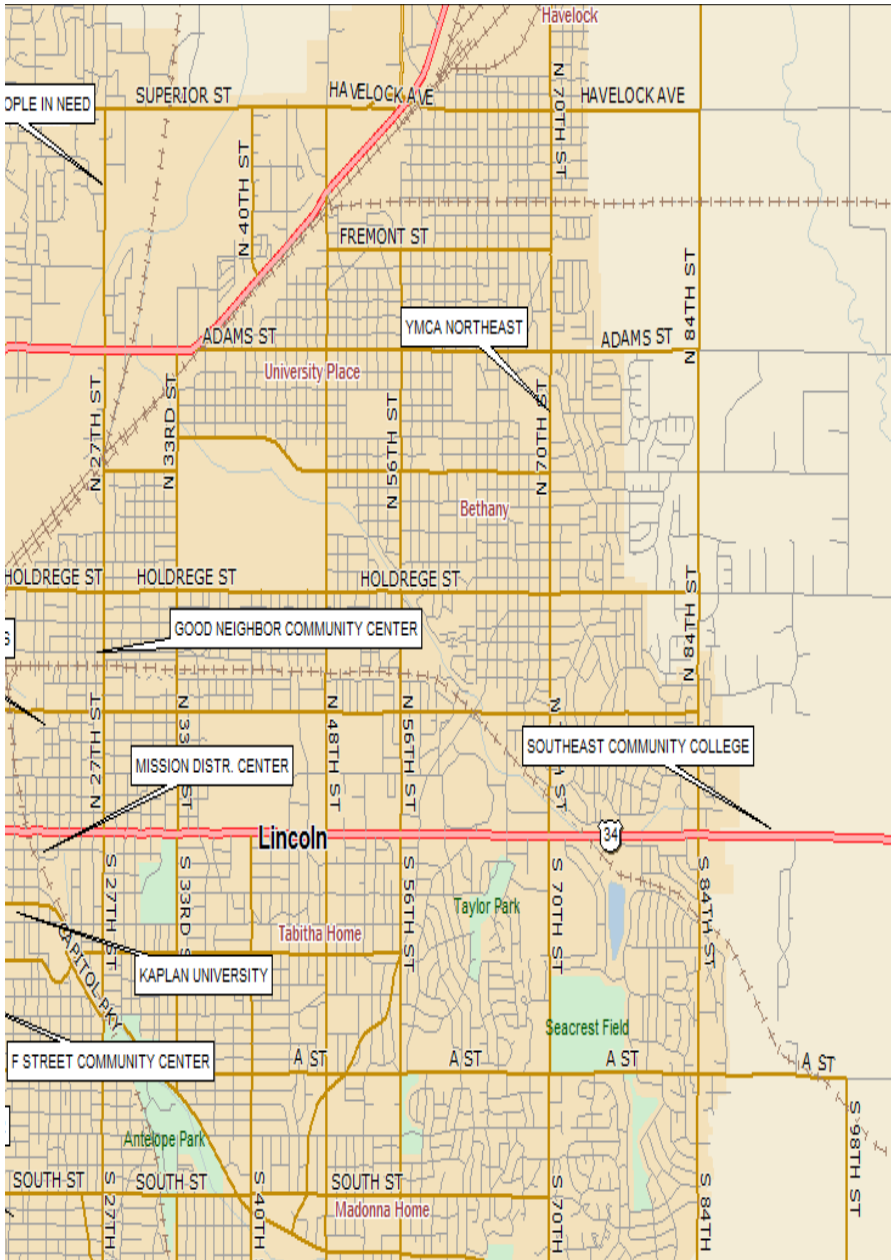 Havelock
OPLE IN NEED
SUPERIOR ST
HAVELOCK AVE
HAVELOCK AVE
N 70TH ST
N 40TH ST
FREMONT ST
N 84TH ST
YMCA NORTHEAST
ADAMS ST
ADAMS ST
University Place
N 27TH ST
N 33RD ST
N 56TH ST
N 70TH ST
Bethany
HOLDREGE ST
HOLDREGE ST
HOLDREGE ST
N 84TH ST
GOOD NEIGHBOR COMMUNITY CENTER
S
N 27TH ST
N 33
ST
N 48TH ST
N 56TH ST
N
ST
SOUTHEAST COMMUNITY COLLEGE
MISSION DISTR. CENTER
Lincoln
34
S 27TH ST
S 33RD S
S 56TH ST
S 70TH ST
S 84TH ST
Taylor Park
Tabitha Home
CAPITOL PKY
KAPLAN UNIVERSITY
Seacrest Field
F STREET COMMUNITY CENTER
A ST
A ST
A ST
A ST
S 98TH ST
Antelope Park
SOUTH ST
SOUTH ST
SOUTH ST
S 27TH
S 40TH ST
S 70TH
S 84TH
Madonna Home